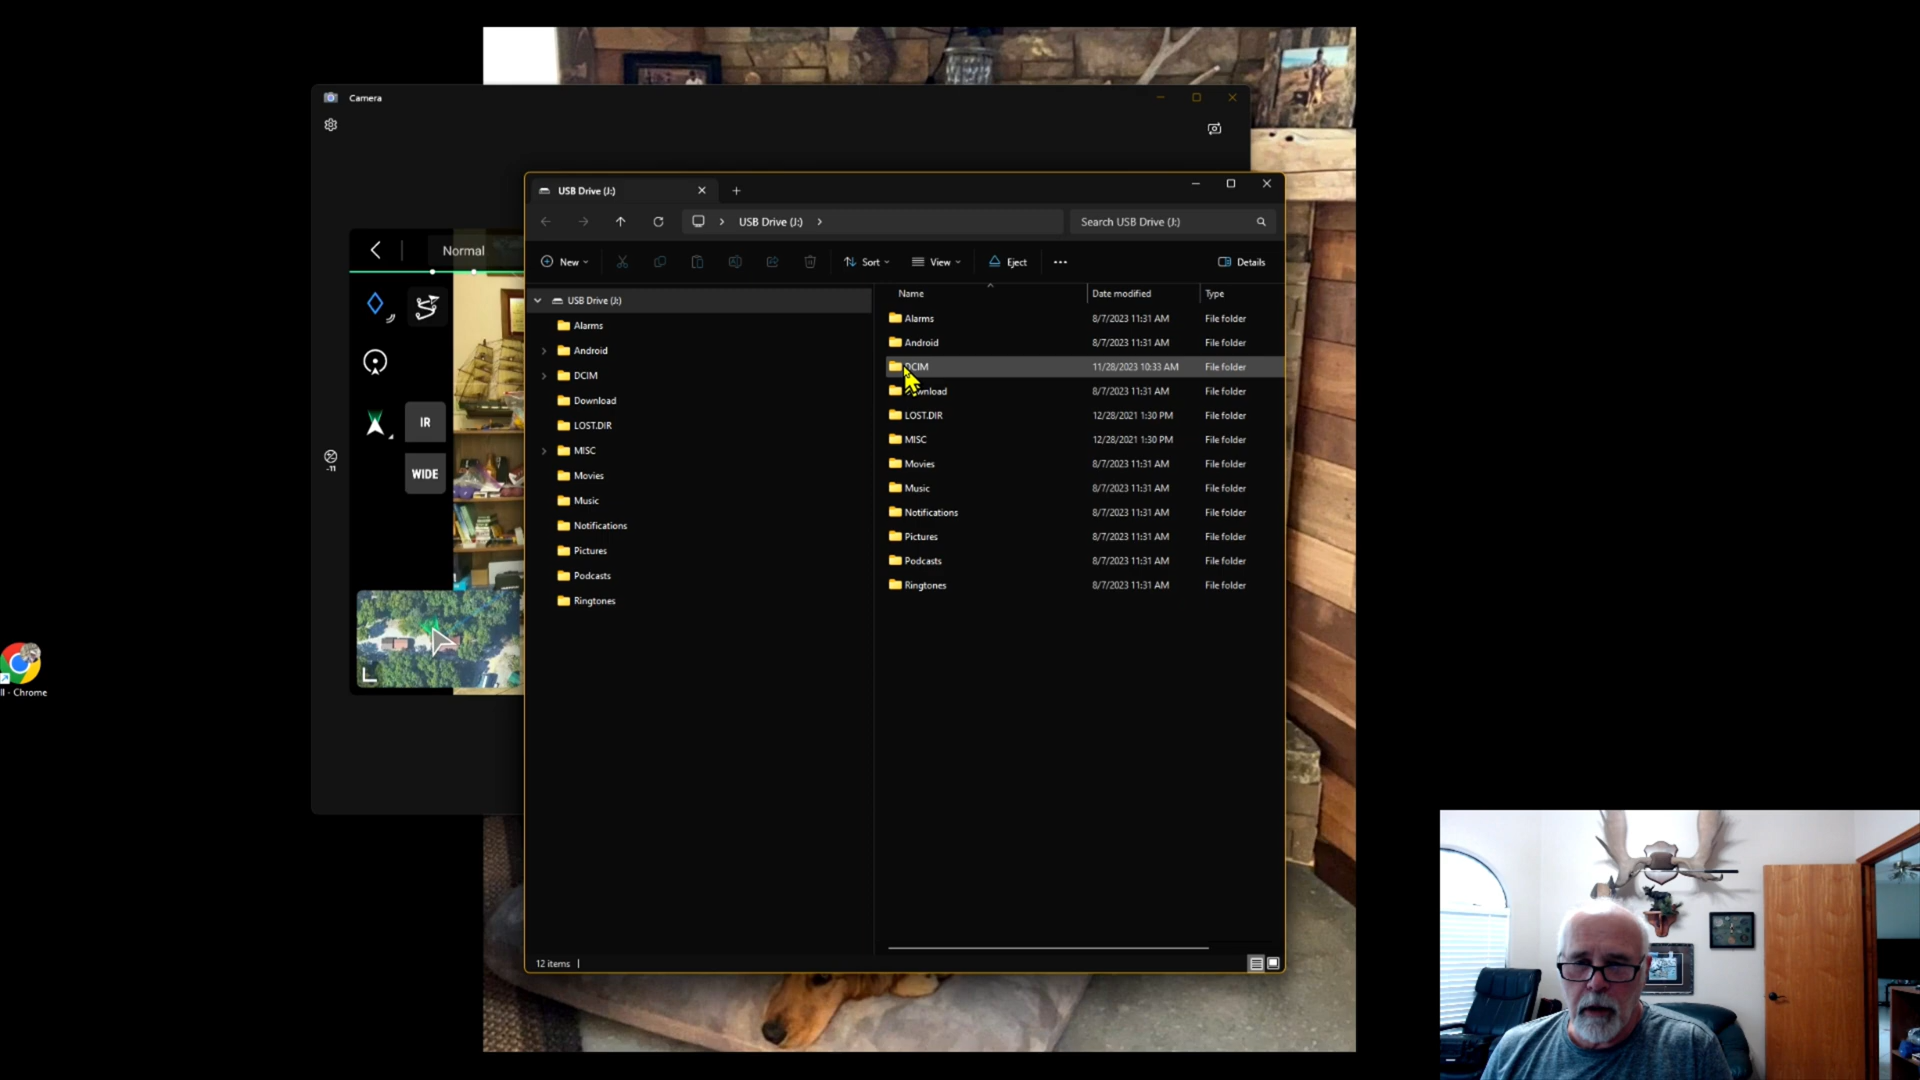 Camera
USB Drive (J:)
USB Drive (J:)
Search USB Drive (J:)
Normal
New
Sort
View
Eject
Details
Name Date modified Type
USB Drive (J:)
Alarms
Android
DCIM
Download
LOST.DIR
MISC
Movies
Music
Notifications
Pictures
Podcasts
Ringtones
Alarms 8/7/2023 11:31 AM File folder
Android 8/7/2023 11:31 AM File folder
DCIM 11/28/2023 10:33 AM File folder
Download 8/7/2023 11:31 AM File folder
LOST.DIR 12/28/2021 1:30 PM File folder
MISC 12/28/2021 1:30 PM File folder
Movies 8/7/2023 11:31 AM File folder
Music 8/7/2023 11:31 AM File folder
Notifications 8/7/2023 11:31 AM File folder
Pictures 8/7/2023 11:31 AM File folder
Podcasts 8/7/2023 11:31 AM File folder
Ringtones 8/7/2023 11:31 AM File folder
IR
WIDE
-11
ll - Chrome
12 items